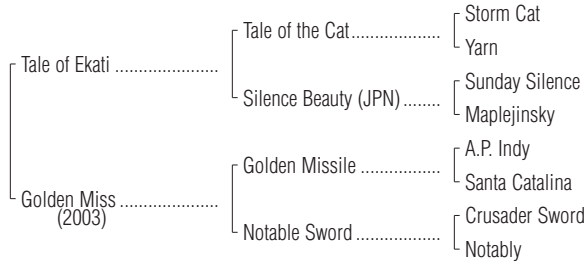 Storm Cat
Tale of the Cat....................
Yarn
Tale of Ekati .......................
Sunday Silence
Silence Beauty (JPN) ........
Maplejinsky
A.P. Indy
Golden Missile ..................
Santa Catalina
Golden Miss ......................
(2003)
Crusader Sword
Notable Sword ...................
Notably